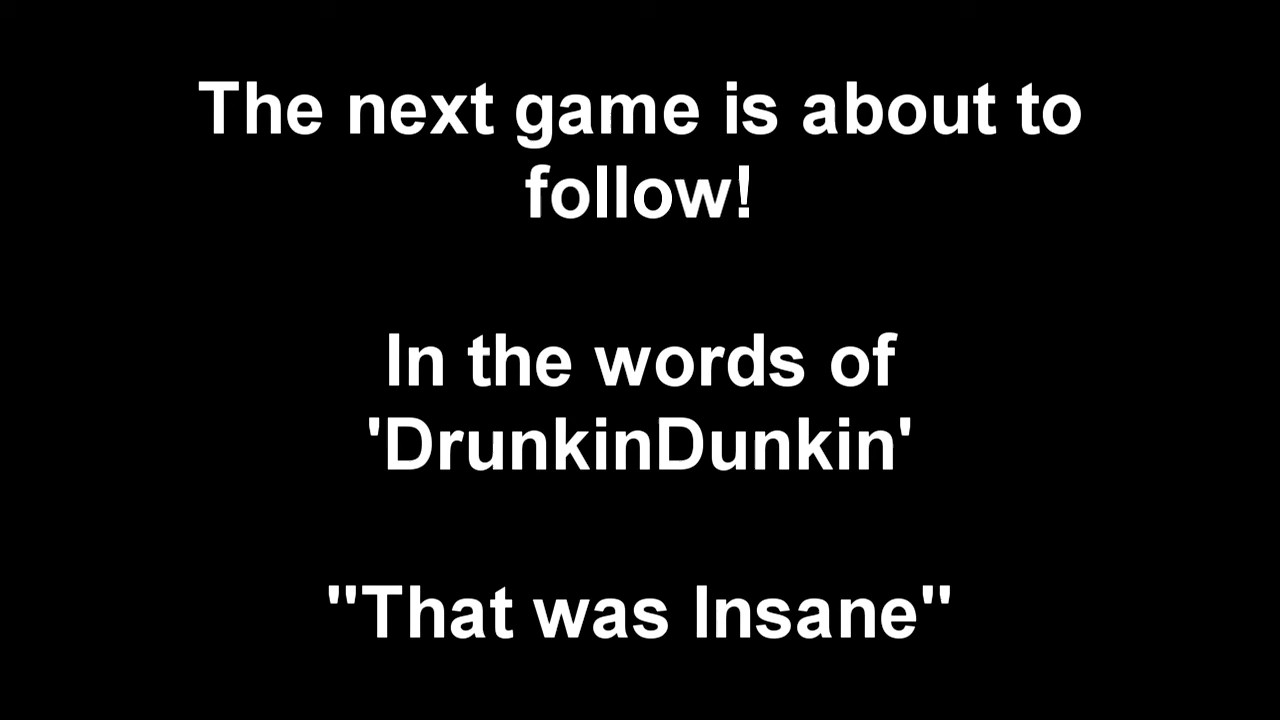 The next game is about to
follow!
In the words of
'DrunkinDunkin'
"That was Insane"